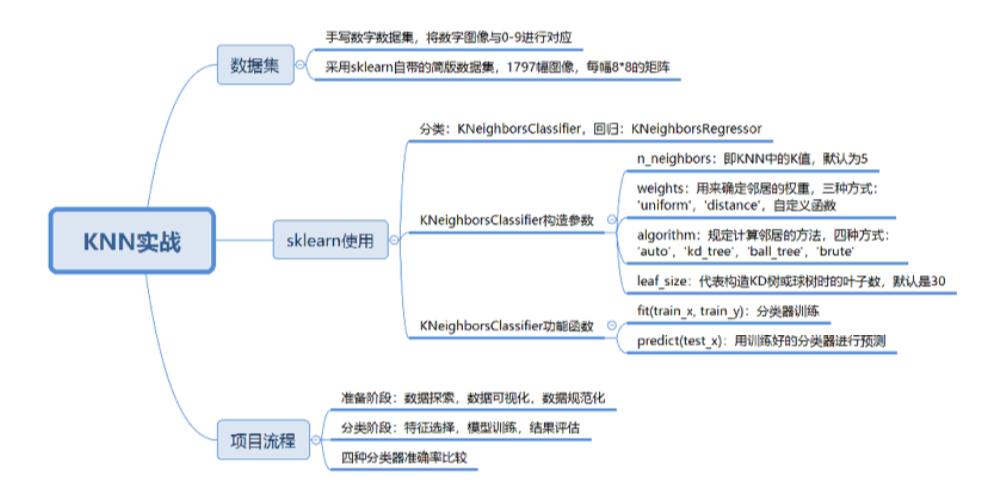 KNN实战
数据集
手写数字数据集，将数字图像与0-9进行对应
采用sklearn自带的简版数据集，1797幅图像，每幅8*8的矩阵
sklearn使用
分类：KNeighborsClassifier，回归：KNeighborsRegressor
KNeighborsClassifier构造参数
n_neighbors：即KNN中的K值，默认为5
weights：用来确定邻居的权重，三种方式：
'uniform'，'distance'，自定义函数
algorithm：规定计算邻居的方法，四种方式：
'auto'，'kd_tree'，'ball_tree'，'brute'
leaf_size：代表构造KD树或球树时的叶子数，默认是30
KNeighborsClassifier功能函数
fit(train_x, train_y)：分类器训练
predict(test_x)：用训练好的分类器进行预测
项目流程
准备阶段：数据探索，数据可视化，数据规范化
分类阶段：特征选择，模型训练，结果评估
四种分类器准确率比较